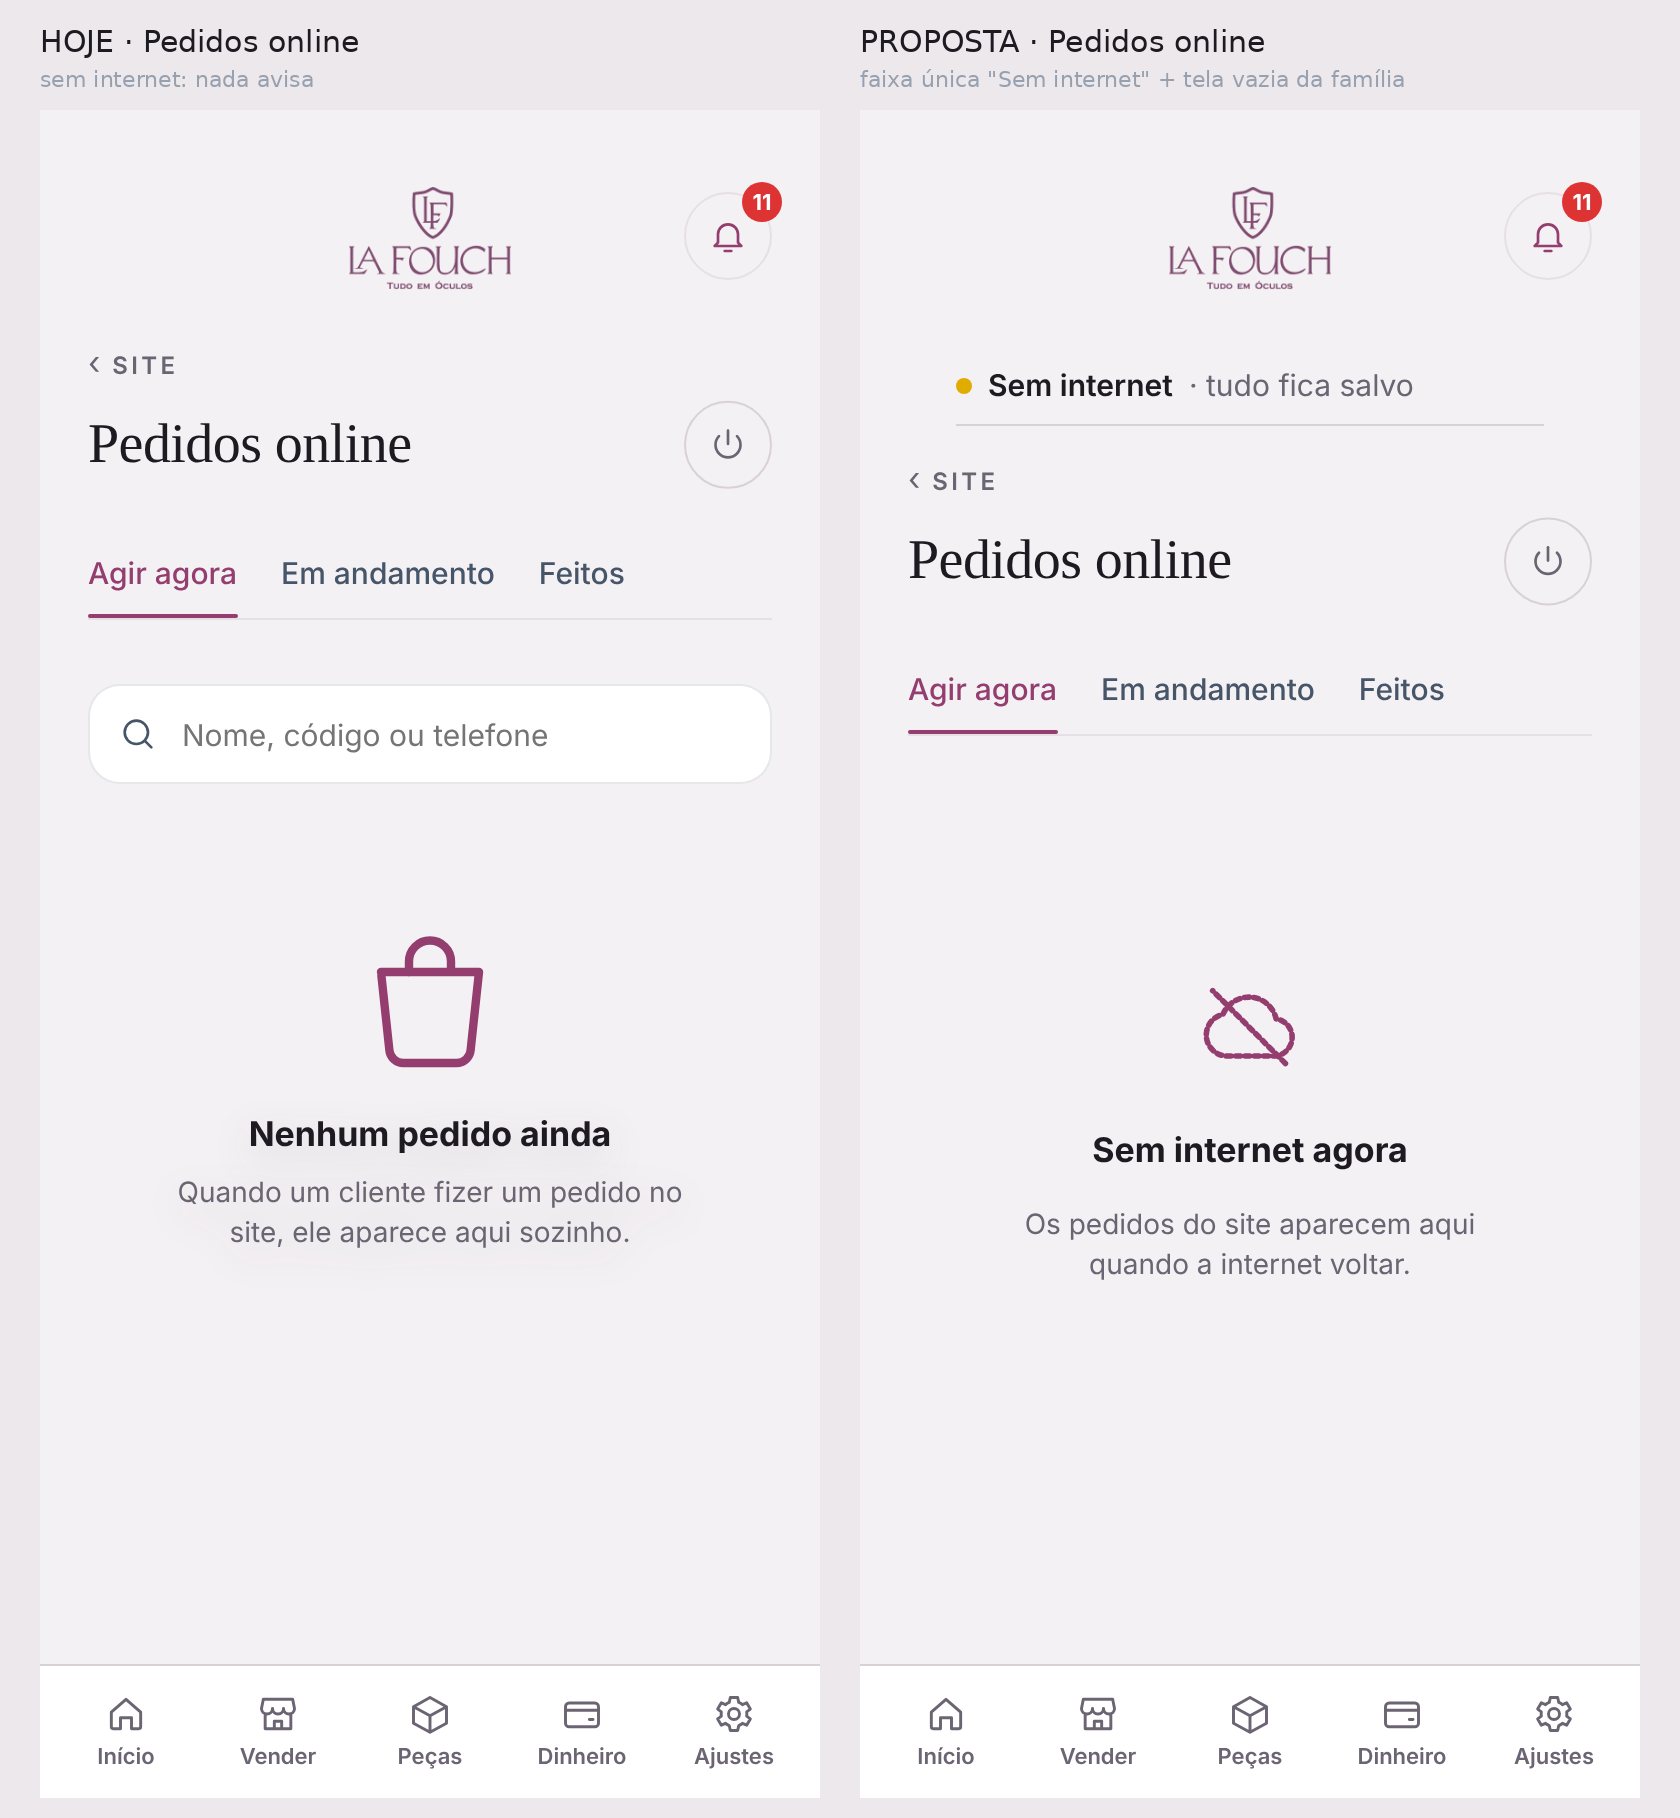 HOJE · Pedidos online
sem internet: nada avisa
LF
LA FOUCH
TUDO EM ÓCULOS
11
‹ SITE
Pedidos online
Agir agora
Em andamento
Feitos
Nome, código ou telefone
Nenhum pedido ainda
Quando um cliente fizer um pedido no
site, ele aparece aqui sozinho.
Início
Vender
Peças
Dinheiro
Ajustes
PROPOSTA · Pedidos online
faixa única "Sem internet" + tela vazia da família
LF
LA FOUCH
TUDO EM ÓCULOS
11
Sem internet · tudo fica salvo
‹ SITE
Pedidos online
Agir agora
Em andamento
Feitos
Sem internet agora
Os pedidos do site aparecem aqui
quando a internet voltar.
Início
Vender
Peças
Dinheiro
Ajustes